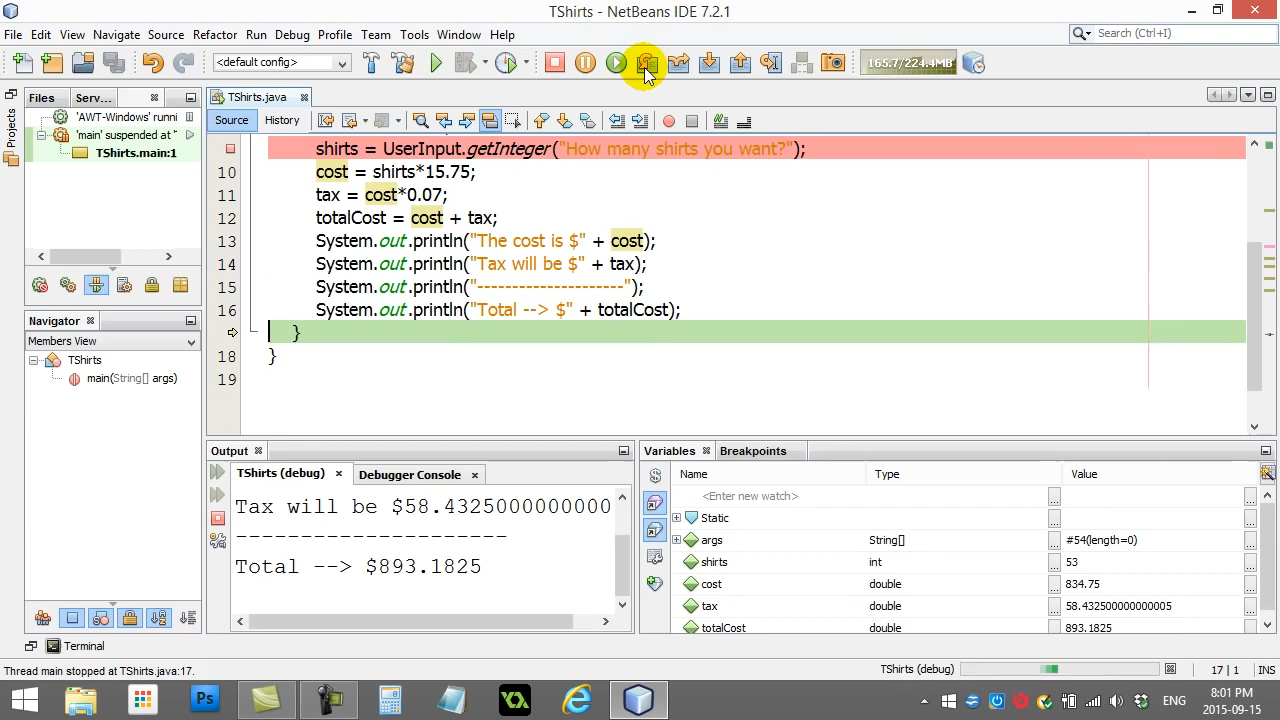 TShirts - NetBeans IDE 7.2.1
File Edit View Navigate Source Refactor Run Debug Profile Team Tools Window Help
Search (Ctrl+I)
<default config>
165.7/224.4MB
Projects
Files
Serv...
TShirts.java
Source
History
'AWT-Windows' runni
'main' suspended at "
TShirts.main:1
shirts = UserInput.getInteger("How many shirts you want?");
10 cost = shirts*15.75;
11 tax = cost*0.07;
12 totalCost = cost + tax;
13 System.out.println("The cost is $" + cost);
14 System.out.println("Tax will be $" + tax);
15 System.out.println("---------------------");
16 System.out.println("Total --> $" + totalCost);
}
18 }
19
Navigator
Members View
TShirts
main(String[] args)
Output
TShirts (debug)
Debugger Console
Tax will be $58.4325000000000
---------------------
Total --> $893.1825
Variables
Breakpoints
Name Type Value
<Enter new watch>
Static
args String[] #54(length=0)
shirts int 53
cost double 834.75
tax double 58.432500000000005
totalCost double 893.1825
Terminal
Thread main stopped at TShirts.java:17.
TShirts (debug)
17 | 1
INS
Ps
ENG
8:01 PM
2015-09-15